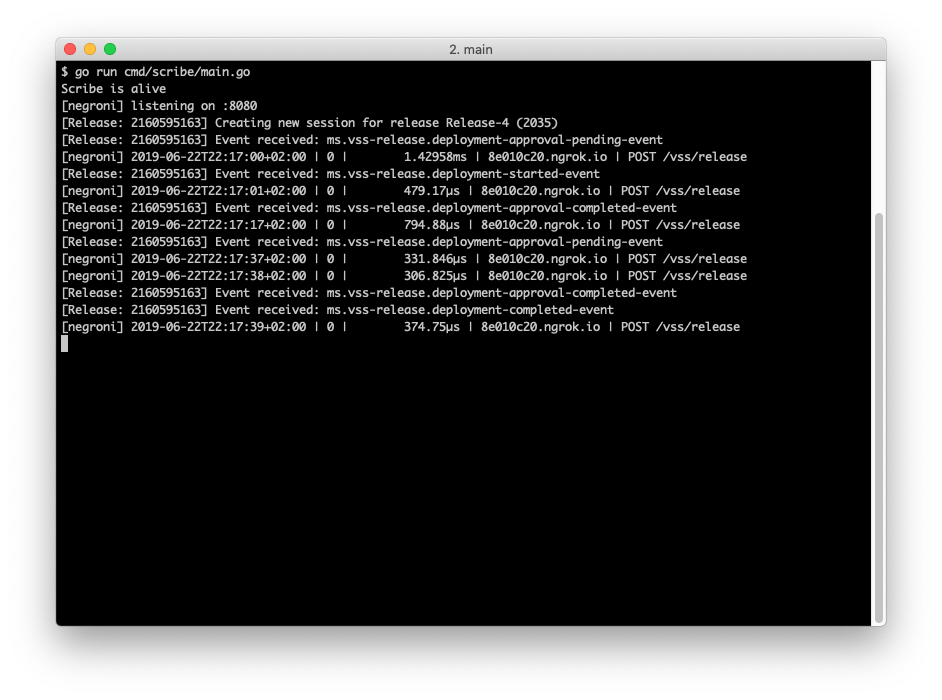 2. main
$ go run cmd/scribe/main.go
Scribe is alive
[negroni] listening on :8080
[Release: 2160595163] Creating new session for release Release-4 (2035)
[Release: 2160595163] Event received: ms.vss-release.deployment-approval-pending-event
[negroni] 2019-06-22T22:17:00+02:00 | 0 |        1.42958ms | 8e010c20.ngrok.io | POST /vss/release
[Release: 2160595163] Event received: ms.vss-release.deployment-started-event
[negroni] 2019-06-22T22:17:01+02:00 | 0 |        479.17µs | 8e010c20.ngrok.io | POST /vss/release
[Release: 2160595163] Event received: ms.vss-release.deployment-approval-completed-event
[negroni] 2019-06-22T22:17:17+02:00 | 0 |        794.88µs | 8e010c20.ngrok.io | POST /vss/release
[Release: 2160595163] Event received: ms.vss-release.deployment-approval-pending-event
[negroni] 2019-06-22T22:17:37+02:00 | 0 |        331.846µs | 8e010c20.ngrok.io | POST /vss/release
[negroni] 2019-06-22T22:17:38+02:00 | 0 |        306.825µs | 8e010c20.ngrok.io | POST /vss/release
[Release: 2160595163] Event received: ms.vss-release.deployment-approval-completed-event
[Release: 2160595163] Event received: ms.vss-release.deployment-completed-event
[negroni] 2019-06-22T22:17:39+02:00 | 0 |        374.75µs | 8e010c20.ngrok.io | POST /vss/release